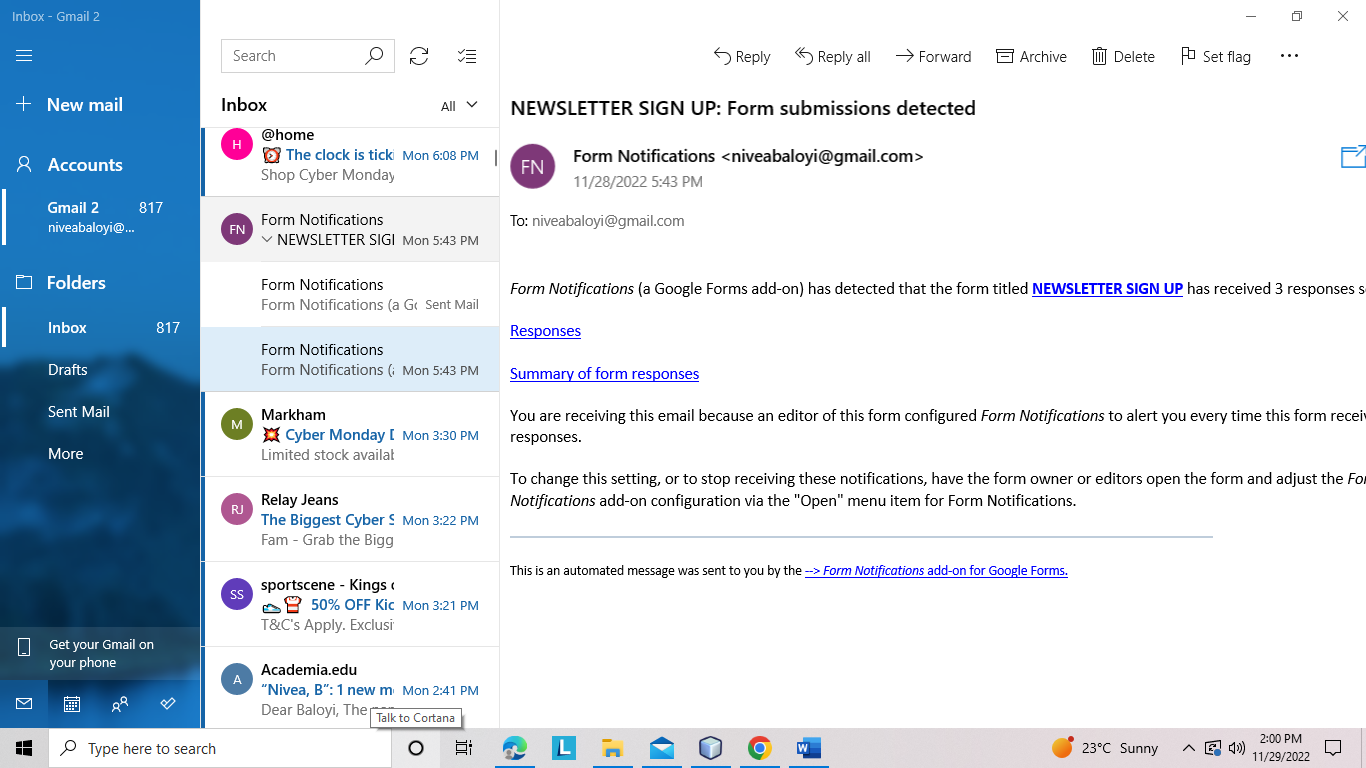 Inbox - Gmail 2
New mail
Accounts
Gmail 2 817
niveabaloyi@...
Folders
Inbox 817
Drafts
Sent Mail
More
Get your Gmail on
your phone
Search
Inbox All
H
@home
The clock is ticki Mon 6:08 PM
Shop Cyber Monday
FN
Form Notifications
NEWSLETTER SIG Mon 5:43 PM
Form Notifications
Form Notifications (a Go Sent Mail
Form Notifications
Form Notifications (a Mon 5:43 PM
M
Markham
Cyber Monday D Mon 3:30 PM
Limited stock availab
RJ
Relay Jeans
The Biggest Cyber S Mon 3:22 PM
Fam - Grab the Bigg
SS
sportscene - Kings o
50% OFF Kic Mon 3:21 PM
T&C's Apply. Exclusi
A
Academia.edu
“Nivea, B”: 1 new me Mon 2:41 PM
Dear Baloyi, The
Talk to Cortana
Reply Reply all Forward Archive Delete Set flag
NEWSLETTER SIGN UP: Form submissions detected
FN
Form Notifications <niveabaloyi@gmail.com>
11/28/2022 5:43 PM
To: niveabaloyi@gmail.com
Form Notifications (a Google Forms add-on) has detected that the form titled NEWSLETTER SIGN UP has received 3 responses s
Responses
Summary of form responses
You are receiving this email because an editor of this form configured Form Notifications to alert you every time this form recei
responses.
To change this setting, or to stop receiving these notifications, have the form owner or editors open the form and adjust the Fo
Notifications add-on configuration via the "Open" menu item for Form Notifications.
This is an automated message was sent to you by the --> Form Notifications add-on for Google Forms.
Type here to search
L
W
23°C Sunny
2:00 PM
11/29/2022